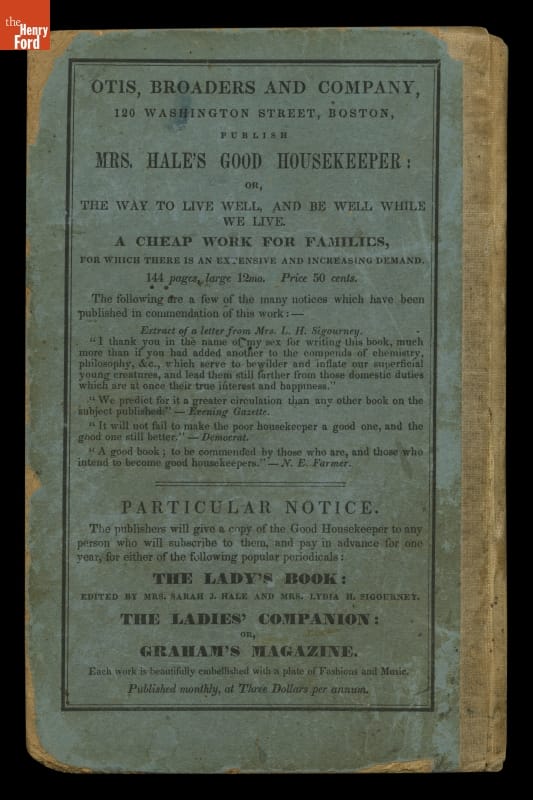 the
Henry
Ford
OTIS, BROADERS AND COMPANY,
120 WASHINGTON STREET, BOSTON,
PUBLISH
MRS. HALE'S GOOD HOUSEKEEPER:
OR,
THE WAY TO LIVE WELL, AND BE WELL WHILE
WE LIVE.
A CHEAP WORK FOR FAMILIES,
FOR WHICH THERE IS AN EXTENSIVE AND INCREASING DEMAND.
144 pages, large 12mo. Price 50 cents.
The following are a few of the many notices which have been
published in commendation of this work:—
Extract of a letter from Mrs. L. H. Sigourney.
"I thank you in the name of my sex for writing this book, much
more than if you had added another to the compends of chemistry,
philosophy, &c., which serve to bewilder and inflate our superficial
young creatures, and lead them still farther from those domestic duties
which are at once their true interest and happiness."
"We predict for it a greater circulation than any other book on the
subject published."—Evening Gazette.
"It will not fail to make the poor housekeeper a good one, and the
good one still better."—Democrat.
"A good book; to be commended by those who are, and those who
intend to become good housekeepers."—N. E. Farmer.
PARTICULAR NOTICE.
The publishers will give a copy of the Good Housekeeper to any
person who will subscribe to them, and pay in advance for one
year, for either of the following popular periodicals:
THE LADY'S BOOK:
EDITED BY MRS. SARAH J. HALE AND MRS. LYDIA H. SIGOURNEY.
THE LADIES' COMPANION:
OR,
GRAHAM'S MAGAZINE.
Each work is beautifully embellished with a plate of Fashions and Music.
Published monthly, at Three Dollars per annum.